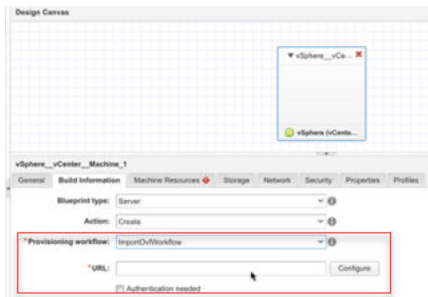 Design Canvas
vSphere__vCe...
vSphere (vCente...
vSphere__vCenter__Machine_1
General Build Information Machine Resources Storage Network Security Properties Profiles
Blueprint type: Server
Action: Create
* Provisioning workflow: ImportOvfWorkflow
* URL: Configure
Authentication needed